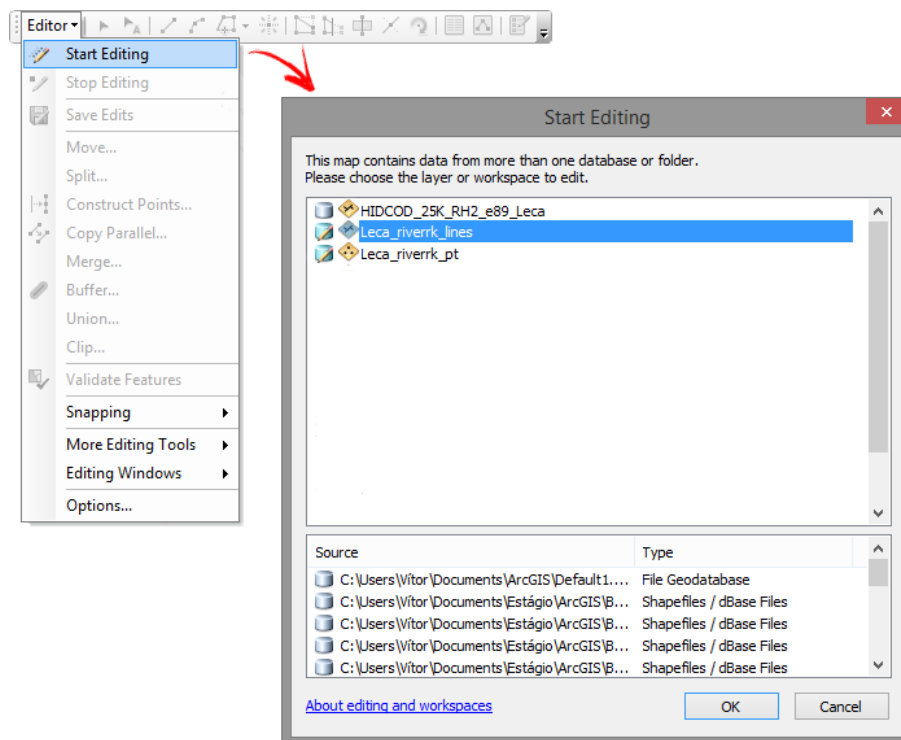 Editor
Start Editing
Stop Editing
Save Edits
Move...
Split...
Construct Points...
Copy Parallel...
Merge...
Buffer...
Union...
Clip...
Validate Features
Snapping
More Editing Tools
Editing Windows
Options...
Start Editing
This map contains data from more than one database or folder.
Please choose the layer or workspace to edit.
HIDCOD_25K_RH2_e89_Leca
Leca_riverrk_lines
Leca_riverrk_pt
Source Type
C:\Users\Vítor\Documents\ArcGIS\Default1.... File Geodatabase
C:\Users\Vítor\Documents\Estágio\ArcGIS\B... Shapefiles / dBase Files
C:\Users\Vítor\Documents\Estágio\ArcGIS\B... Shapefiles / dBase Files
C:\Users\Vítor\Documents\Estágio\ArcGIS\B... Shapefiles / dBase Files
C:\Users\Vítor\Documents\Estágio\ArcGIS\B... Shapefiles / dBase Files
About editing and workspaces
OK Cancel